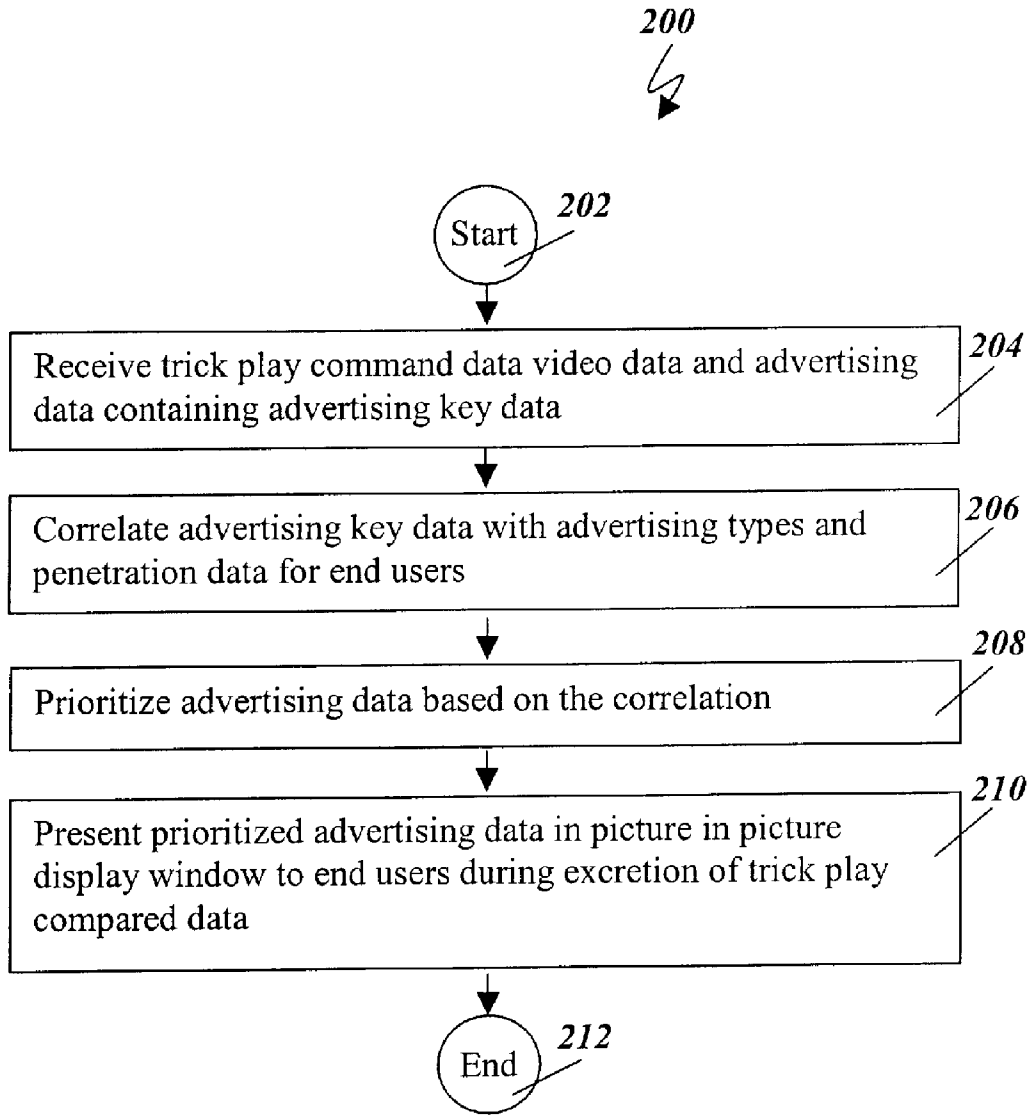 200
Start
202
Receive trick play command data video data and advertising
data containing advertising key data
204
Correlate advertising key data with advertising types and
penetration data for end users
206
Prioritize advertising data based on the correlation
208
Present prioritized advertising data in picture in picture
display window to end users during excretion of trick play
compared data
210
End
212